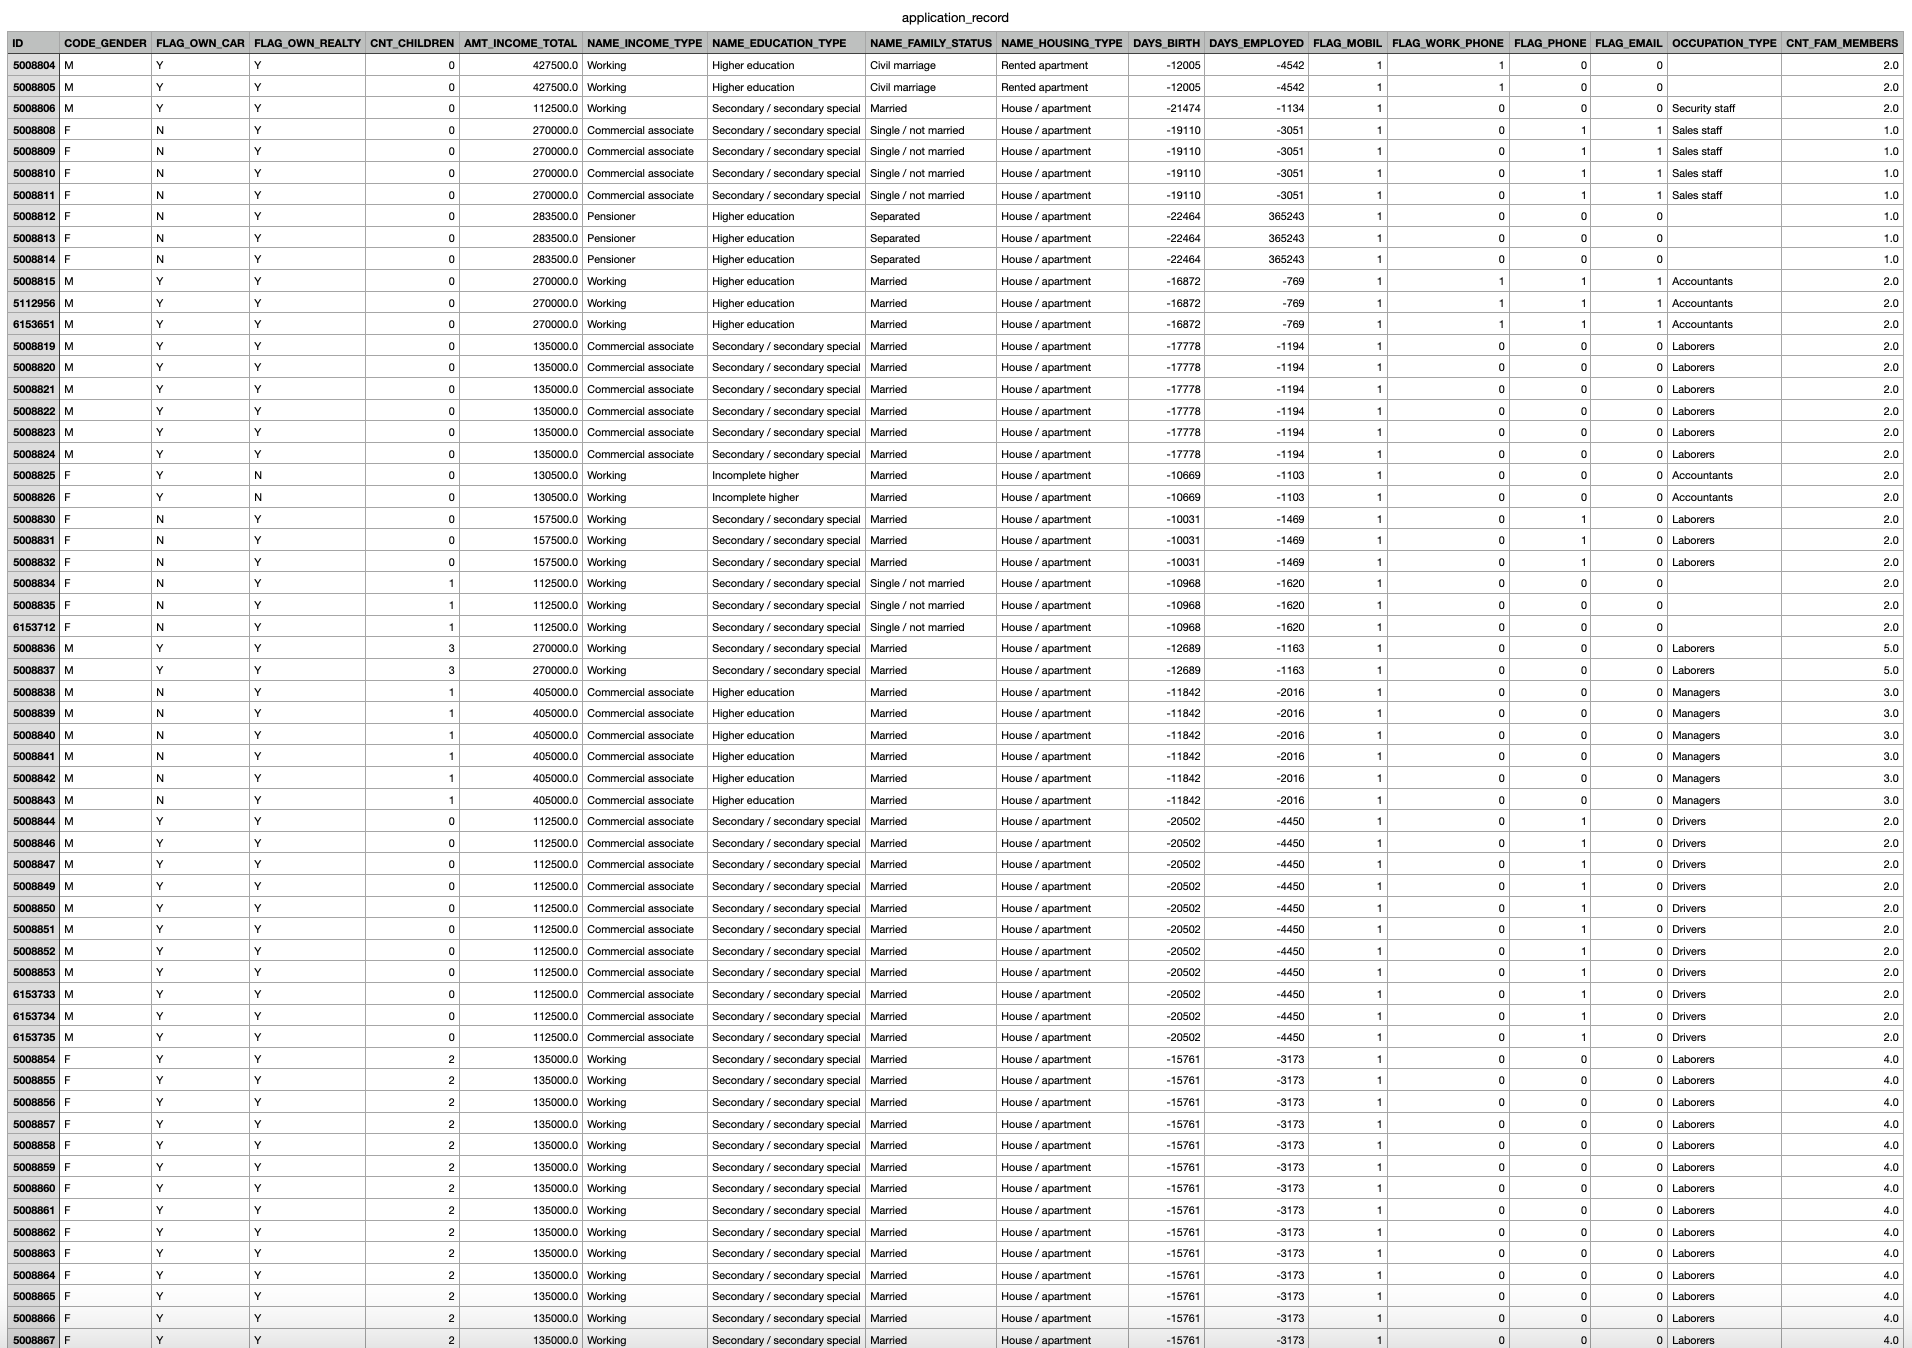 application_record
ID CODE_GENDER FLAG_OWN_CAR FLAG_OWN_REALTY CNT_CHILDREN AMT_INCOME_TOTAL NAME_INCOME_TYPE NAME_EDUCATION_TYPE NAME_FAMILY_STATUS NAME_HOUSING_TYPE DAYS_BIRTH DAYS_EMPLOYED FLAG_MOBIL FLAG_WORK_PHONE FLAG_PHONE FLAG_EMAIL OCCUPATION_TYPE CNT_FAM_MEMBERS
5008804 M Y Y 0 427500.0 Working Higher education Civil marriage Rented apartment -12005 -4542 1 1 0 0 2.0
5008805 M Y Y 0 427500.0 Working Higher education Civil marriage Rented apartment -12005 -4542 1 1 0 0 2.0
5008806 M Y Y 0 112500.0 Working Secondary / secondary special Married House / apartment -21474 -1134 1 0 0 0 Security staff 2.0
5008808 F N Y 0 270000.0 Commercial associate Secondary / secondary special Single / not married House / apartment -19110 -3051 1 0 1 1 Sales staff 1.0
5008809 F N Y 0 270000.0 Commercial associate Secondary / secondary special Single / not married House / apartment -19110 -3051 1 0 1 1 Sales staff 1.0
5008810 F N Y 0 270000.0 Commercial associate Secondary / secondary special Single / not married House / apartment -19110 -3051 1 0 1 1 Sales staff 1.0
5008811 F N Y 0 270000.0 Commercial associate Secondary / secondary special Single / not married House / apartment -19110 -3051 1 0 1 1 Sales staff 1.0
5008812 F N Y 0 283500.0 Pensioner Higher education Separated House / apartment -22464 365243 1 0 0 0 1.0
5008813 F N Y 0 283500.0 Pensioner Higher education Separated House / apartment -22464 365243 1 0 0 0 1.0
5008814 F N Y 0 283500.0 Pensioner Higher education Separated House / apartment -22464 365243 1 0 0 0 1.0
5008815 M Y Y 0 270000.0 Working Higher education Married House / apartment -16872 -769 1 1 1 1 Accountants 2.0
5112956 M Y Y 0 270000.0 Working Higher education Married House / apartment -16872 -769 1 1 1 1 Accountants 2.0
6153651 M Y Y 0 270000.0 Working Higher education Married House / apartment -16872 -769 1 1 1 1 Accountants 2.0
5008819 M Y Y 0 135000.0 Commercial associate Secondary / secondary special Married House / apartment -17778 -1194 1 0 0 0 Laborers 2.0
5008820 M Y Y 0 135000.0 Commercial associate Secondary / secondary special Married House / apartment -17778 -1194 1 0 0 0 Laborers 2.0
5008821 M Y Y 0 135000.0 Commercial associate Secondary / secondary special Married House / apartment -17778 -1194 1 0 0 0 Laborers 2.0
5008822 M Y Y 0 135000.0 Commercial associate Secondary / secondary special Married House / apartment -17778 -1194 1 0 0 0 Laborers 2.0
5008823 M Y Y 0 135000.0 Commercial associate Secondary / secondary special Married House / apartment -17778 -1194 1 0 0 0 Laborers 2.0
5008824 M Y Y 0 135000.0 Commercial associate Secondary / secondary special Married House / apartment -17778 -1194 1 0 0 0 Laborers 2.0
5008825 F Y N 0 130500.0 Working Incomplete higher Married House / apartment -10669 -1103 1 0 0 0 Accountants 2.0
5008826 F Y N 0 130500.0 Working Incomplete higher Married House / apartment -10669 -1103 1 0 0 0 Accountants 2.0
5008830 F N Y 0 157500.0 Working Secondary / secondary special Married House / apartment -10031 -1469 1 0 1 0 Laborers 2.0
5008831 F N Y 0 157500.0 Working Secondary / secondary special Married House / apartment -10031 -1469 1 0 1 0 Laborers 2.0
5008832 F N Y 0 157500.0 Working Secondary / secondary special Married House / apartment -10031 -1469 1 0 1 0 Laborers 2.0
5008834 F N Y 1 112500.0 Working Secondary / secondary special Single / not married House / apartment -10968 -1620 1 0 0 0 2.0
5008835 F N Y 1 112500.0 Working Secondary / secondary special Single / not married House / apartment -10968 -1620 1 0 0 0 2.0
6153712 F N Y 1 112500.0 Working Secondary / secondary special Single / not married House / apartment -10968 -1620 1 0 0 0 2.0
5008836 M Y Y 3 270000.0 Working Secondary / secondary special Married House / apartment -12689 -1163 1 0 0 0 Laborers 5.0
5008837 M Y Y 3 270000.0 Working Secondary / secondary special Married House / apartment -12689 -1163 1 0 0 0 Laborers 5.0
5008838 M N Y 1 405000.0 Commercial associate Higher education Married House / apartment -11842 -2016 1 0 0 0 Managers 3.0
5008839 M N Y 1 405000.0 Commercial associate Higher education Married House / apartment -11842 -2016 1 0 0 0 Managers 3.0
5008840 M N Y 1 405000.0 Commercial associate Higher education Married House / apartment -11842 -2016 1 0 0 0 Managers 3.0
5008841 M N Y 1 405000.0 Commercial associate Higher education Married House / apartment -11842 -2016 1 0 0 0 Managers 3.0
5008842 M N Y 1 405000.0 Commercial associate Higher education Married House / apartment -11842 -2016 1 0 0 0 Managers 3.0
5008843 M N Y 1 405000.0 Commercial associate Higher education Married House / apartment -11842 -2016 1 0 0 0 Managers 3.0
5008844 M Y Y 0 112500.0 Commercial associate Secondary / secondary special Married House / apartment -20502 -4450 1 0 1 0 Drivers 2.0
5008846 M Y Y 0 112500.0 Commercial associate Secondary / secondary special Married House / apartment -20502 -4450 1 0 1 0 Drivers 2.0
5008847 M Y Y 0 112500.0 Commercial associate Secondary / secondary special Married House / apartment -20502 -4450 1 0 1 0 Drivers 2.0
5008849 M Y Y 0 112500.0 Commercial associate Secondary / secondary special Married House / apartment -20502 -4450 1 0 1 0 Drivers 2.0
5008850 M Y Y 0 112500.0 Commercial associate Secondary / secondary special Married House / apartment -20502 -4450 1 0 1 0 Drivers 2.0
5008851 M Y Y 0 112500.0 Commercial associate Secondary / secondary special Married House / apartment -20502 -4450 1 0 1 0 Drivers 2.0
5008852 M Y Y 0 112500.0 Commercial associate Secondary / secondary special Married House / apartment -20502 -4450 1 0 1 0 Drivers 2.0
5008853 M Y Y 0 112500.0 Commercial associate Secondary / secondary special Married House / apartment -20502 -4450 1 0 1 0 Drivers 2.0
6153733 M Y Y 0 112500.0 Commercial associate Secondary / secondary special Married House / apartment -20502 -4450 1 0 1 0 Drivers 2.0
6153734 M Y Y 0 112500.0 Commercial associate Secondary / secondary special Married House / apartment -20502 -4450 1 0 1 0 Drivers 2.0
6153735 M Y Y 0 112500.0 Commercial associate Secondary / secondary special Married House / apartment -20502 -4450 1 0 1 0 Drivers 2.0
5008854 F Y Y 2 135000.0 Working Secondary / secondary special Married House / apartment -15761 -3173 1 0 0 0 Laborers 4.0
5008855 F Y Y 2 135000.0 Working Secondary / secondary special Married House / apartment -15761 -3173 1 0 0 0 Laborers 4.0
5008856 F Y Y 2 135000.0 Working Secondary / secondary special Married House / apartment -15761 -3173 1 0 0 0 Laborers 4.0
5008857 F Y Y 2 135000.0 Working Secondary / secondary special Married House / apartment -15761 -3173 1 0 0 0 Laborers 4.0
5008858 F Y Y 2 135000.0 Working Secondary / secondary special Married House / apartment -15761 -3173 1 0 0 0 Laborers 4.0
5008859 F Y Y 2 135000.0 Working Secondary / secondary special Married House / apartment -15761 -3173 1 0 0 0 Laborers 4.0
5008860 F Y Y 2 135000.0 Working Secondary / secondary special Married House / apartment -15761 -3173 1 0 0 0 Laborers 4.0
5008861 F Y Y 2 135000.0 Working Secondary / secondary special Married House / apartment -15761 -3173 1 0 0 0 Laborers 4.0
5008862 F Y Y 2 135000.0 Working Secondary / secondary special Married House / apartment -15761 -3173 1 0 0 0 Laborers 4.0
5008863 F Y Y 2 135000.0 Working Secondary / secondary special Married House / apartment -15761 -3173 1 0 0 0 Laborers 4.0
5008864 F Y Y 2 135000.0 Working Secondary / secondary special Married House / apartment -15761 -3173 1 0 0 0 Laborers 4.0
5008865 F Y Y 2 135000.0 Working Secondary / secondary special Married House / apartment -15761 -3173 1 0 0 0 Laborers 4.0
5008866 F Y Y 2 135000.0 Working Secondary / secondary special Married House / apartment -15761 -3173 1 0 0 0 Laborers 4.0
5008867 F Y Y 2 135000.0 Working Secondary / secondary special Married House / apartment -15761 -3173 1 0 0 0 Laborers 4.0